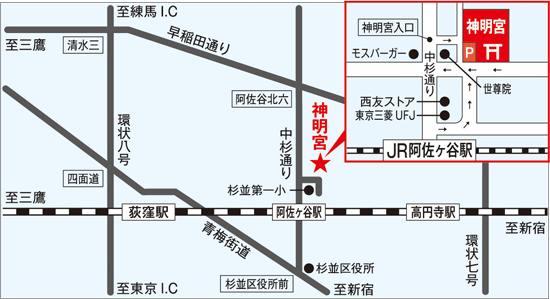 至練馬 I.C
至三鷹
清水三
早稲田通り
阿佐谷北六
環状八号
中杉通り
神明宮
四面道
杉並第一小
至三鷹
荻窪駅
阿佐ヶ谷駅
高円寺駅
至新宿
青梅街道
環状七号
杉並区役所
杉並区役所前
至東京 I.C
至新宿
神明宮入口
モスバーガー
中杉通り
神明宮
P
世尊院
西友ストア
東京三菱 UFJ
JR阿佐ヶ谷駅